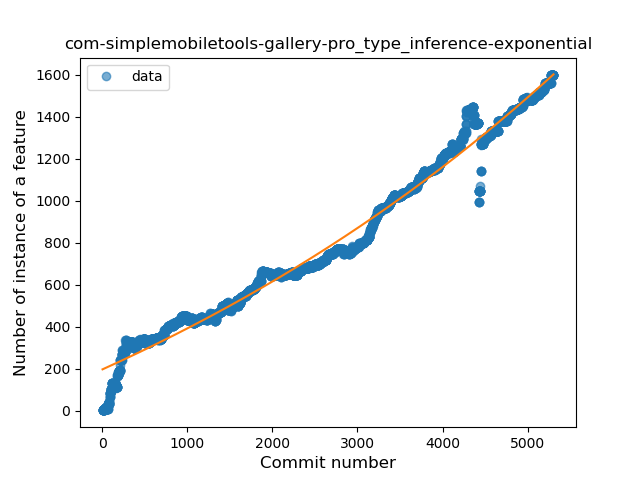 com-simplemobiletools-gallery-pro_type_inference-exponential
data
Number of instance of a feature
1600
1400
1200
1000
800
600
400
200
0
0 1000 2000 3000 4000 5000
Commit number